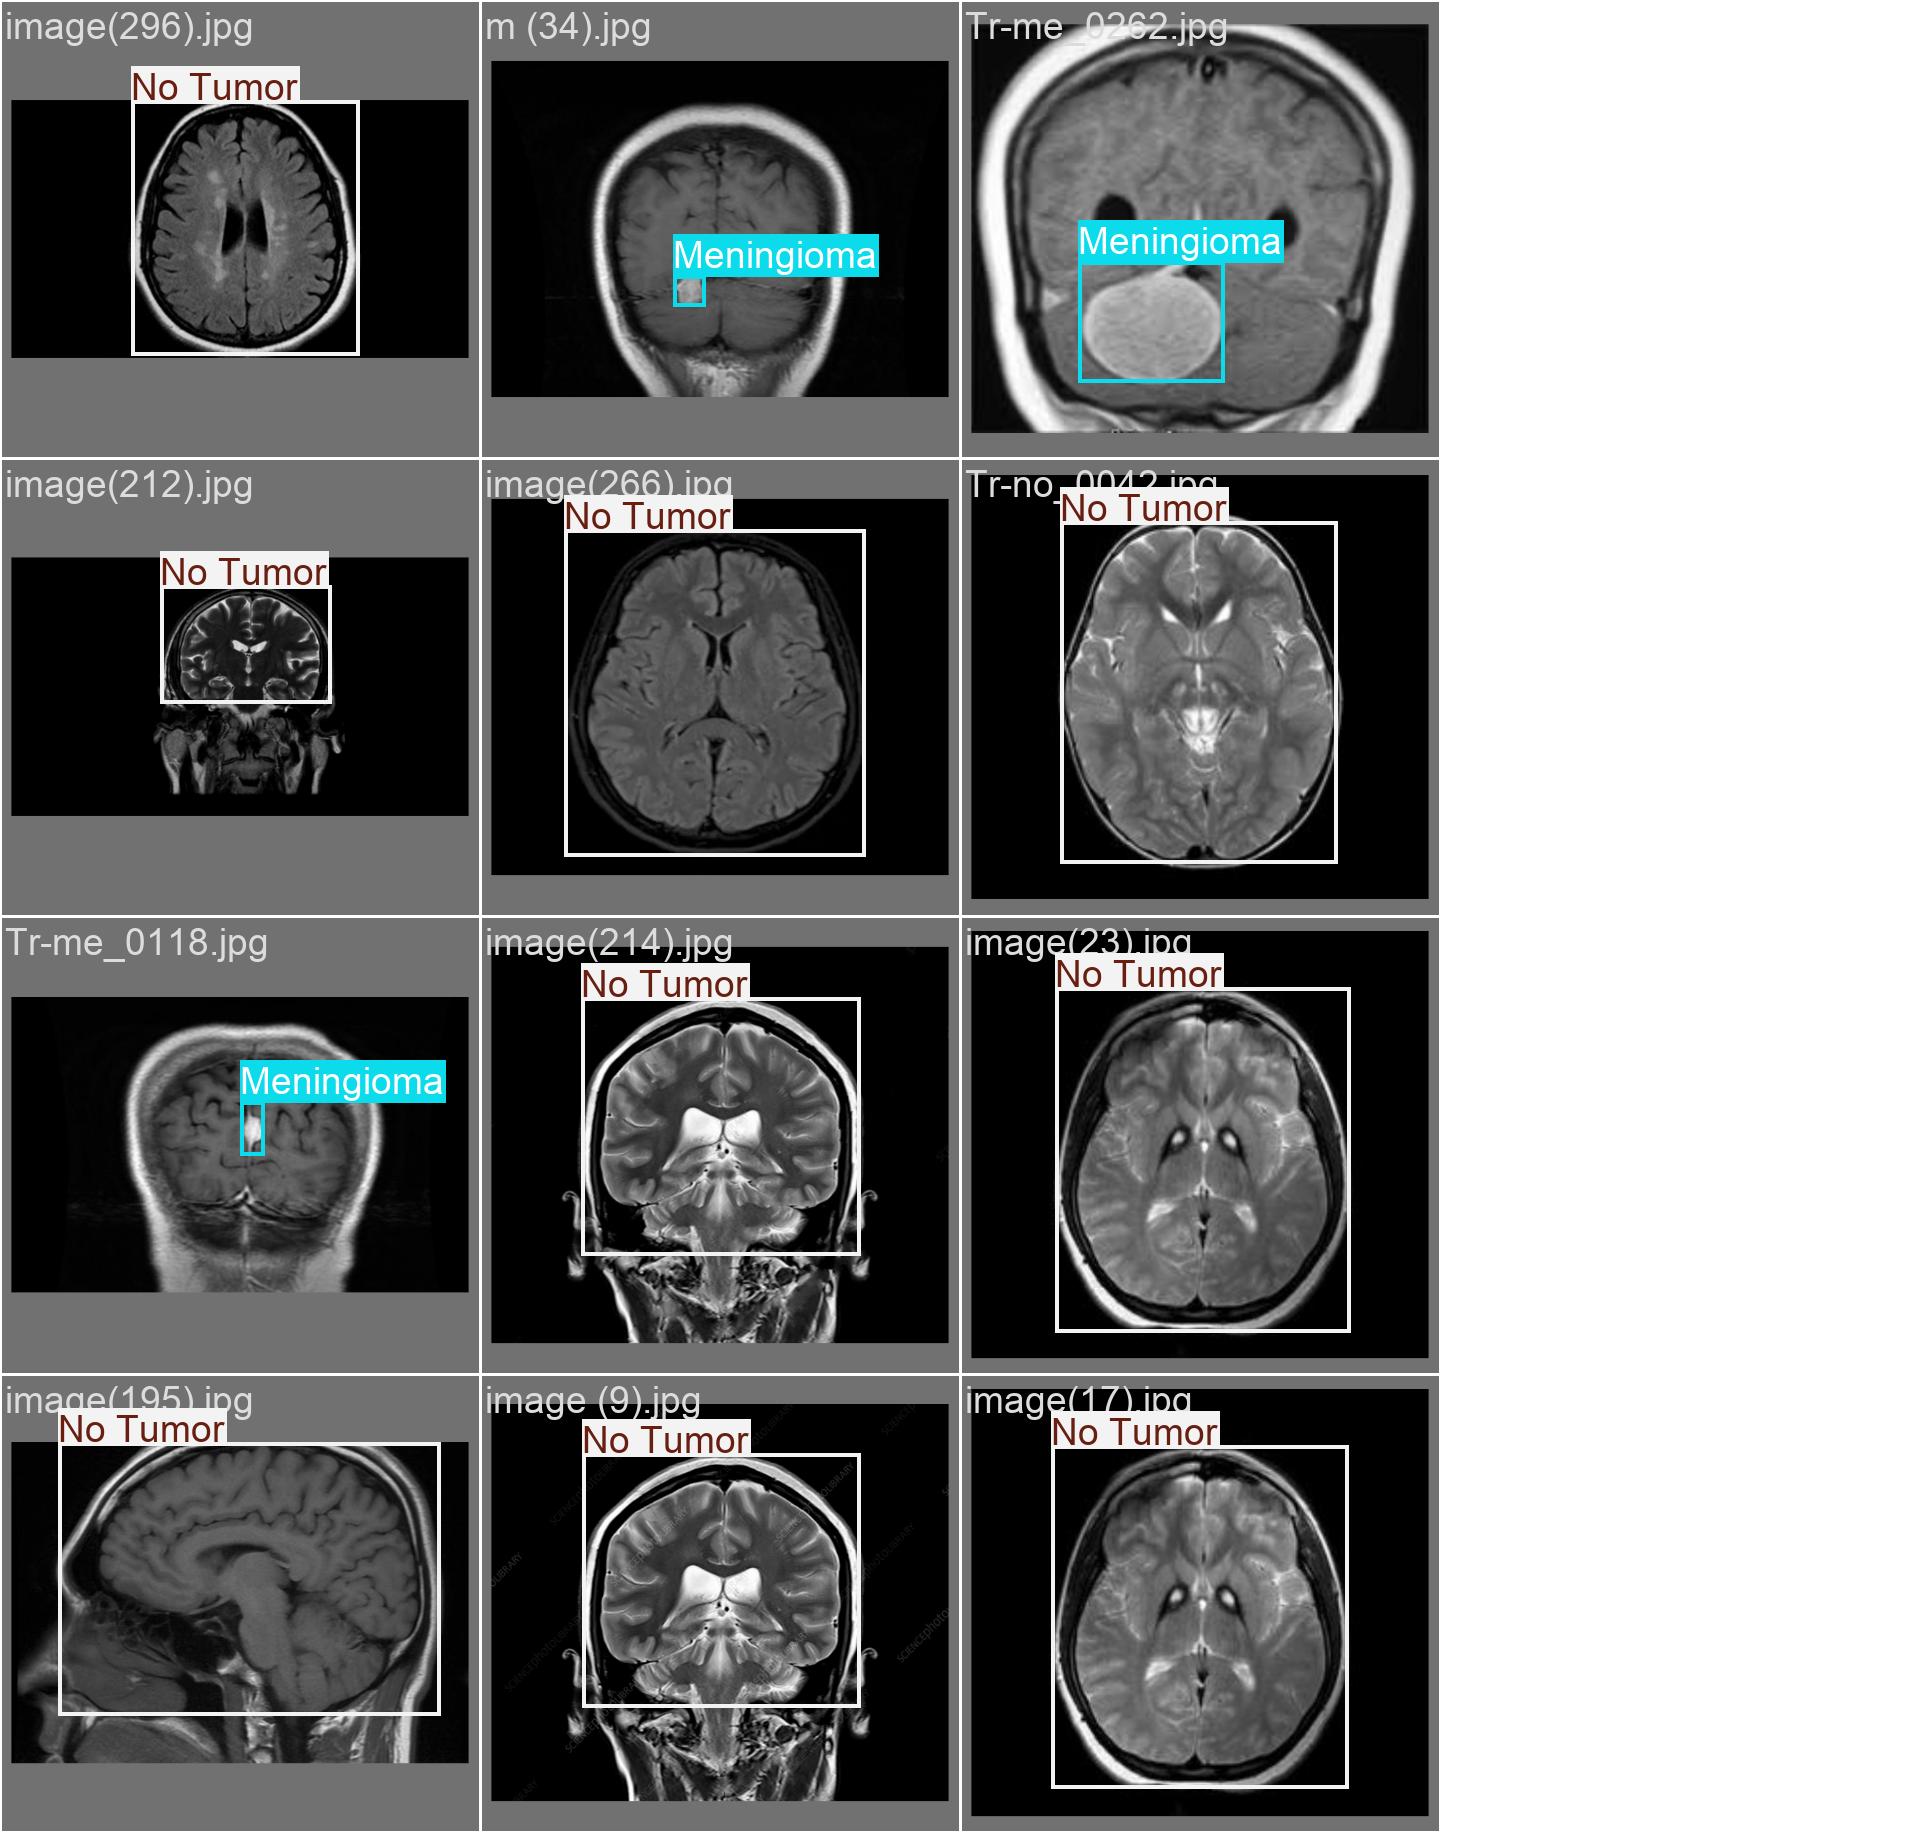 image(296).jpg
No Tumor
m (34).jpg
Meningioma
Tr-me_0262.jpg
Meningioma
image(212).jpg
No Tumor
image(266).jpg
No Tumor
Tr-no_0042.jpg
No Tumor
Tr-me_0118.jpg
Meningioma
image(214).jpg
No Tumor
image(23).jpg
No Tumor
image(195).jpg
No Tumor
image (9).jpg
No Tumor
SCIENCEphotoLIBRARY
image(17).jpg
No Tumor